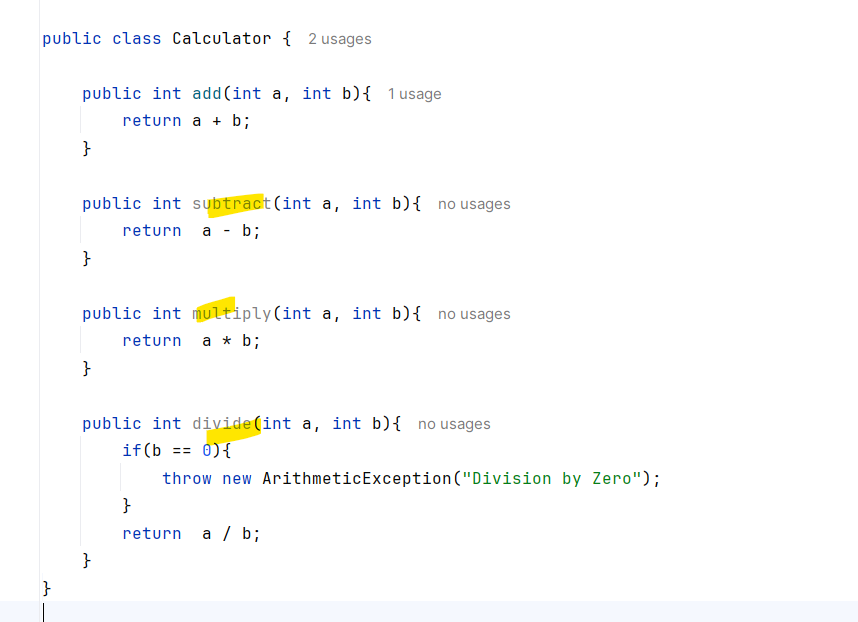 public class Calculator { 2 usages
public int add(int a, int b){ 1 usage
return a + b;
}
public int subtract(int a, int b){ no usages
return  a - b;
}
public int multiply(int a, int b){ no usages
return  a * b;
}
public int divide(int a, int b){ no usages
if(b == 0){
throw new ArithmeticException("Division by Zero");
}
return  a / b;
}
}